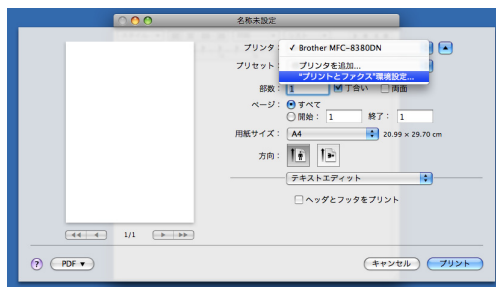 名称未設定
プリンタ： ✓ Brother MFC-8380DN
プリンタを追加...
プリセット：
"プリントとファクス"環境設定...
部数： 1 丁合い 両面
ページ： すべて
開始： 1 終了： 1
用紙サイズ： A4 20.99 × 29.70 cm
方向：
テキストエディット
ヘッダとフッタをプリント
1/1
? PDF ▼ キャンセル プリント